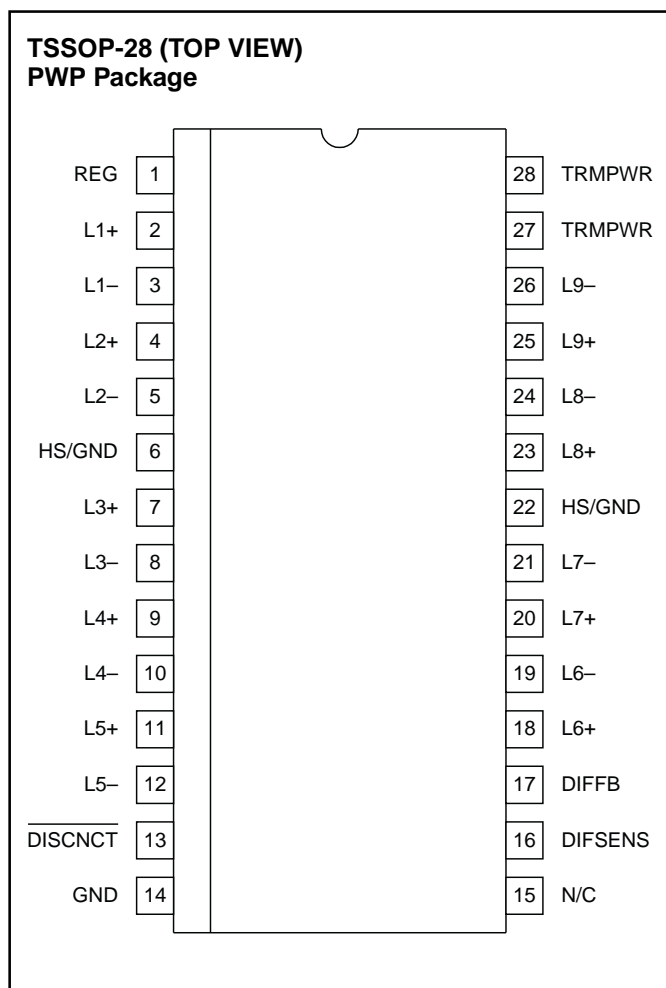 TSSOP-28 (TOP VIEW)
PWP Package
REG 1 28 TRMPWR
L1+ 2 27 TRMPWR
L1– 3 26 L9–
L2+ 4 25 L9+
L2– 5 24 L8–
HS/GND 6 23 L8+
L3+ 7 22 HS/GND
L3– 8 21 L7–
L4+ 9 20 L7+
L4– 10 19 L6–
L5+ 11 18 L6+
L5– 12 17 DIFFB
DISCNCT 13 16 DIFSENS
GND 14 15 N/C